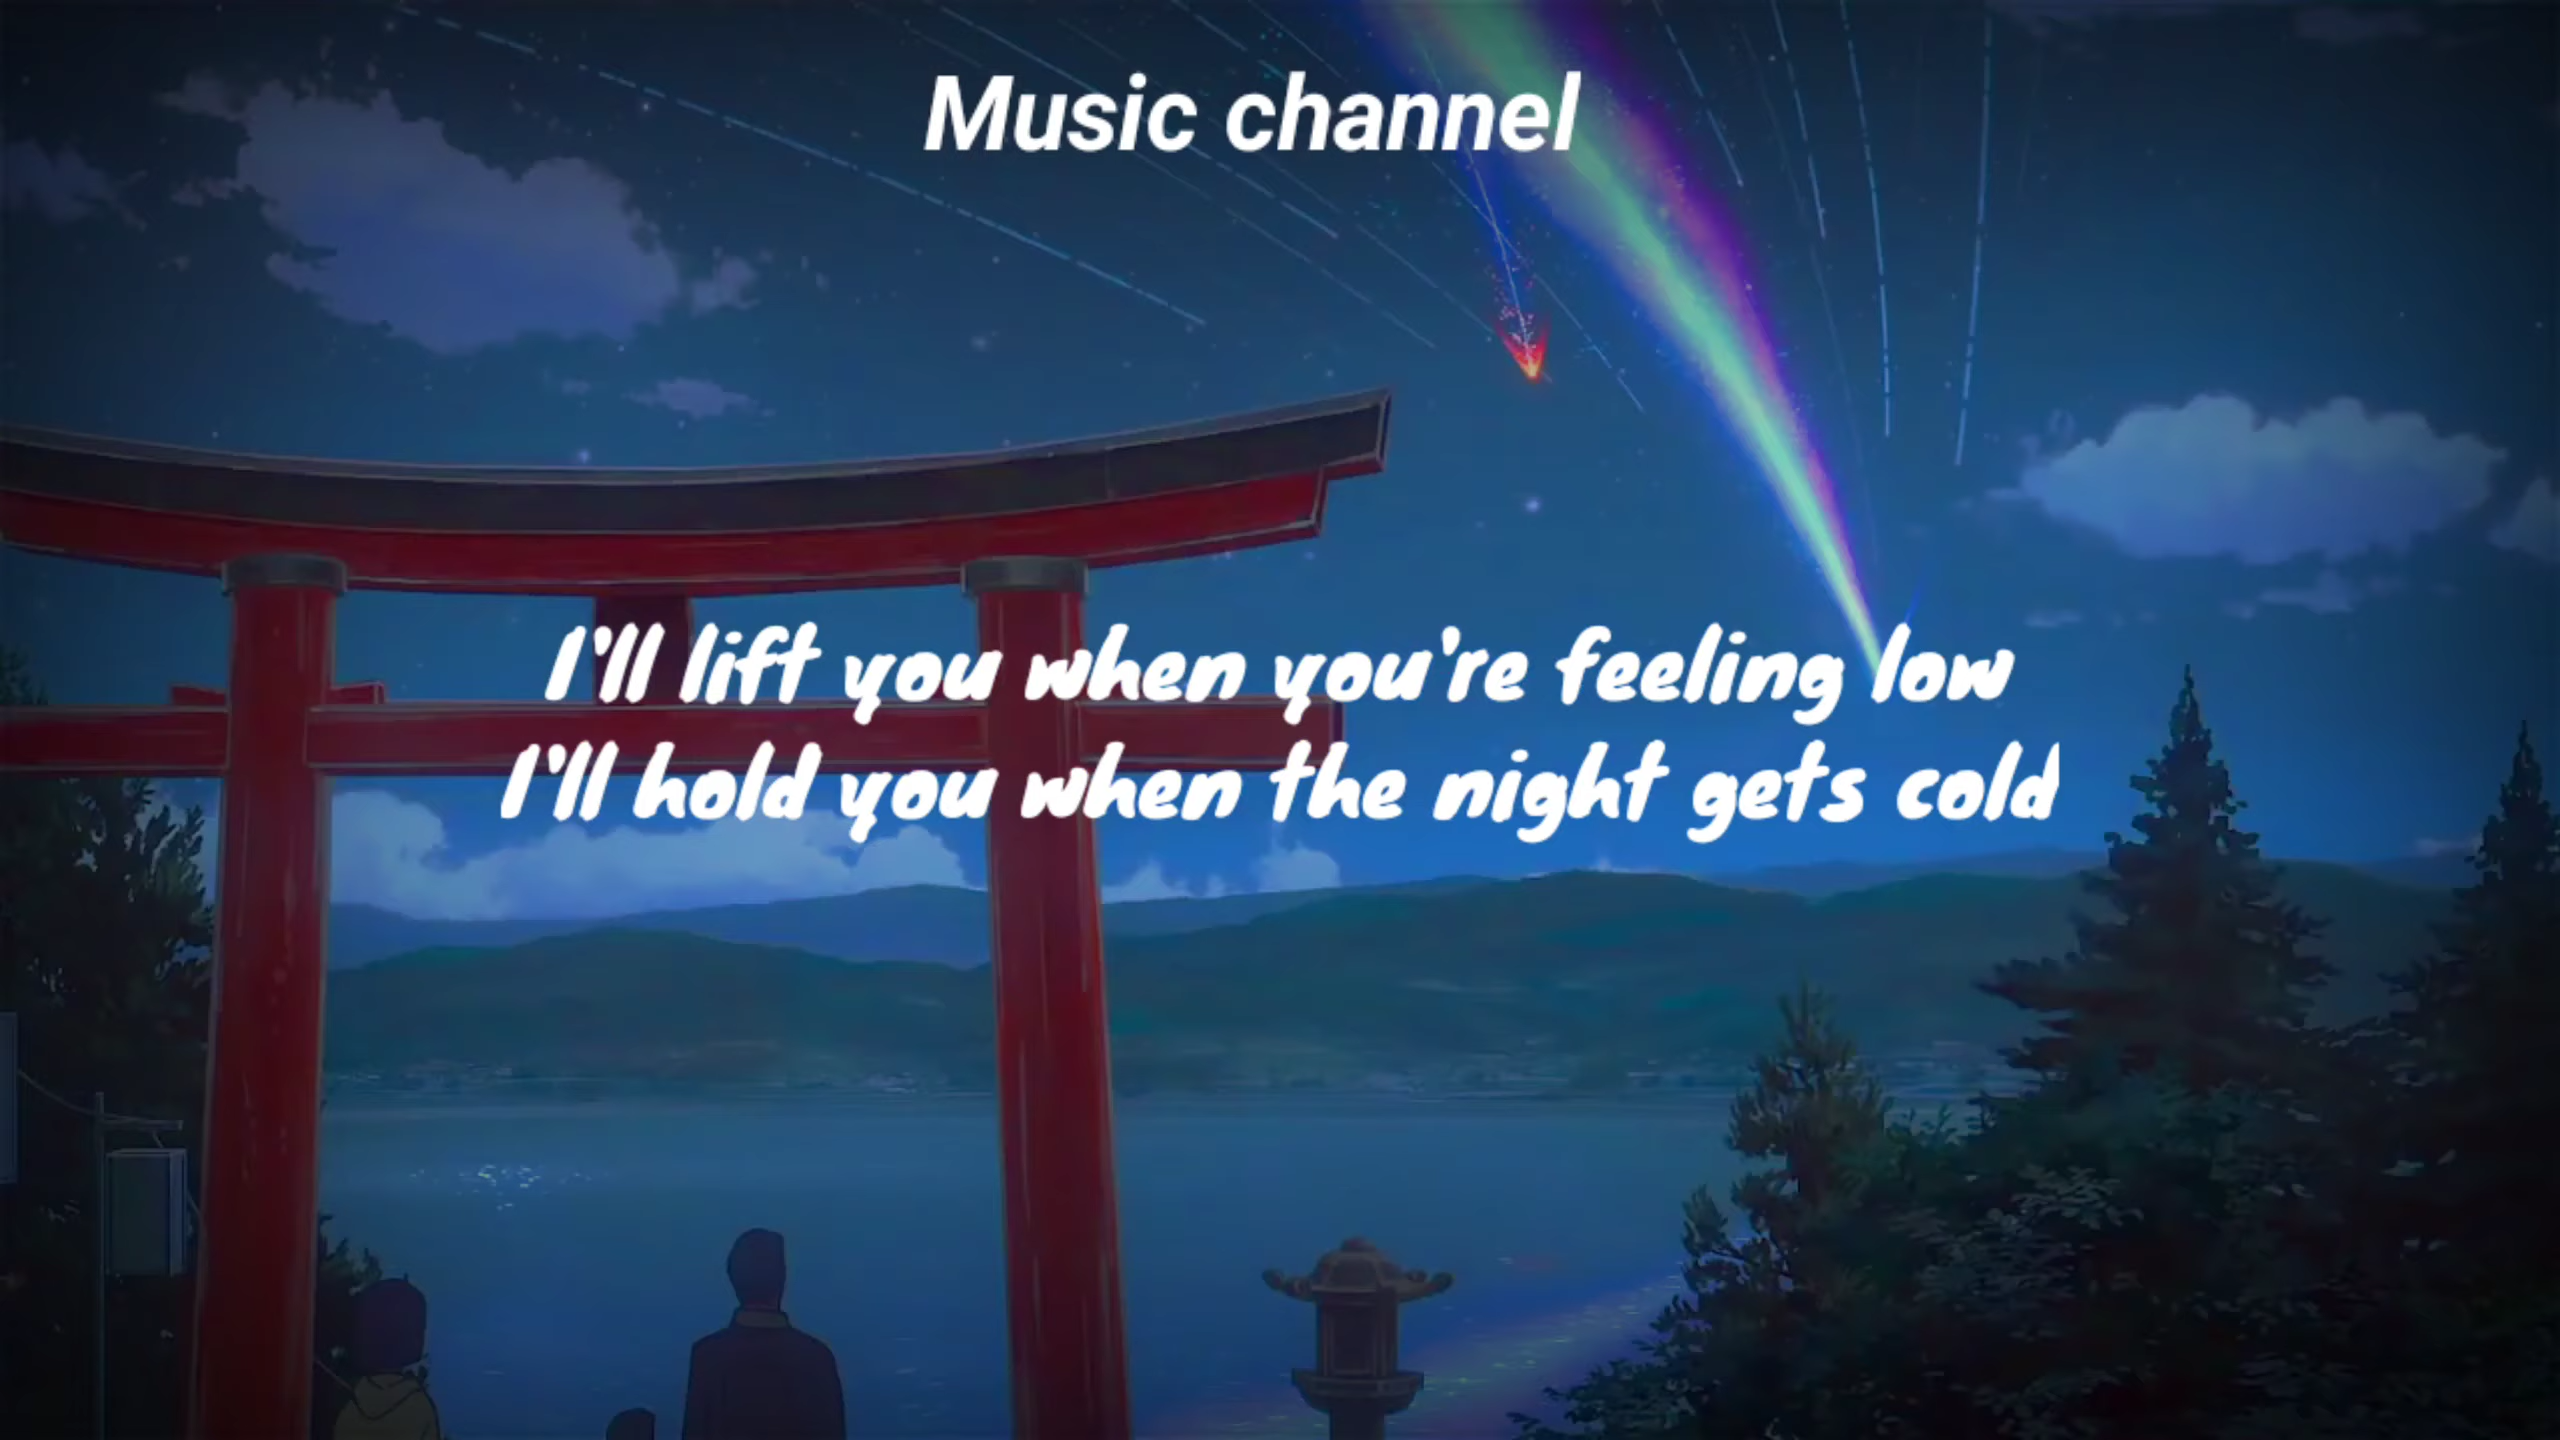 Music channel
I'll lift you when you're feeling low
I'll hold you when the night gets cold